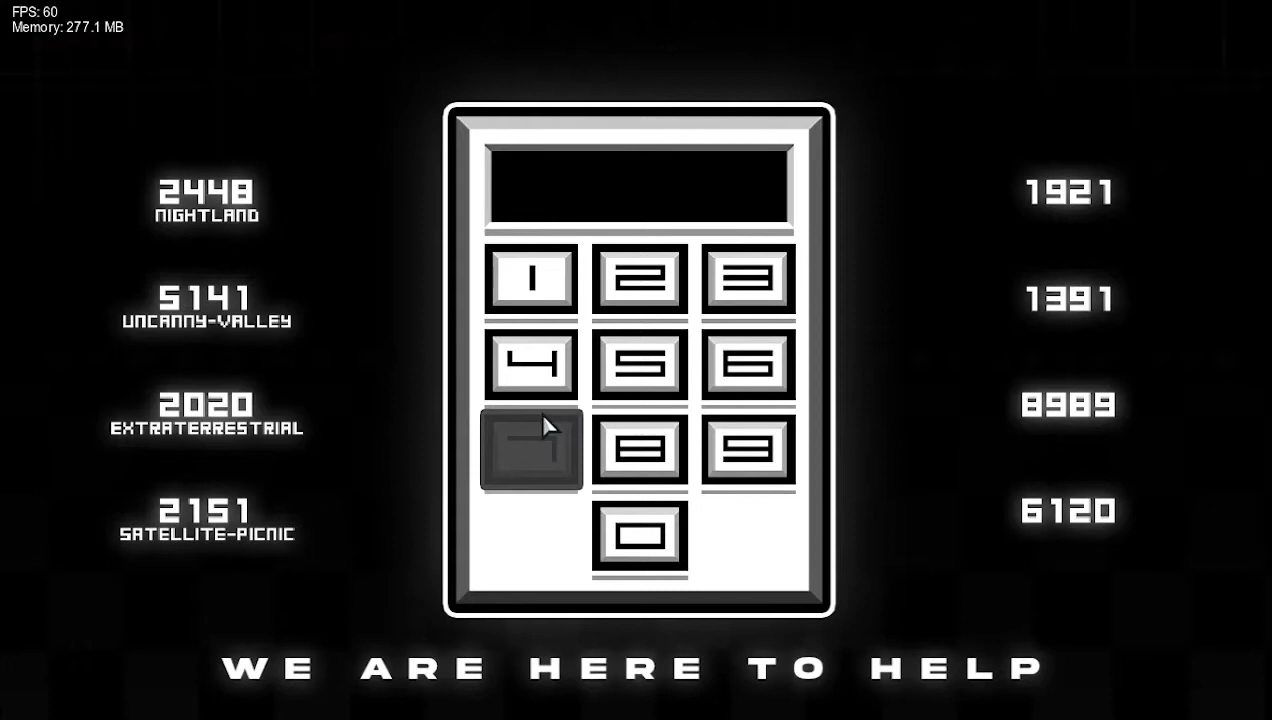 FPS: 60
Memory: 277.1 MB
2448
NIGHTLAND
5141
UNCANNY-VALLEY
2020
EXTRATERRESTRIAL
2151
SATELLITE-PICNIC
1 2 3
4 5 6
7 8 9
0
1921
1391
8989
6120
WE ARE HERE TO HELP